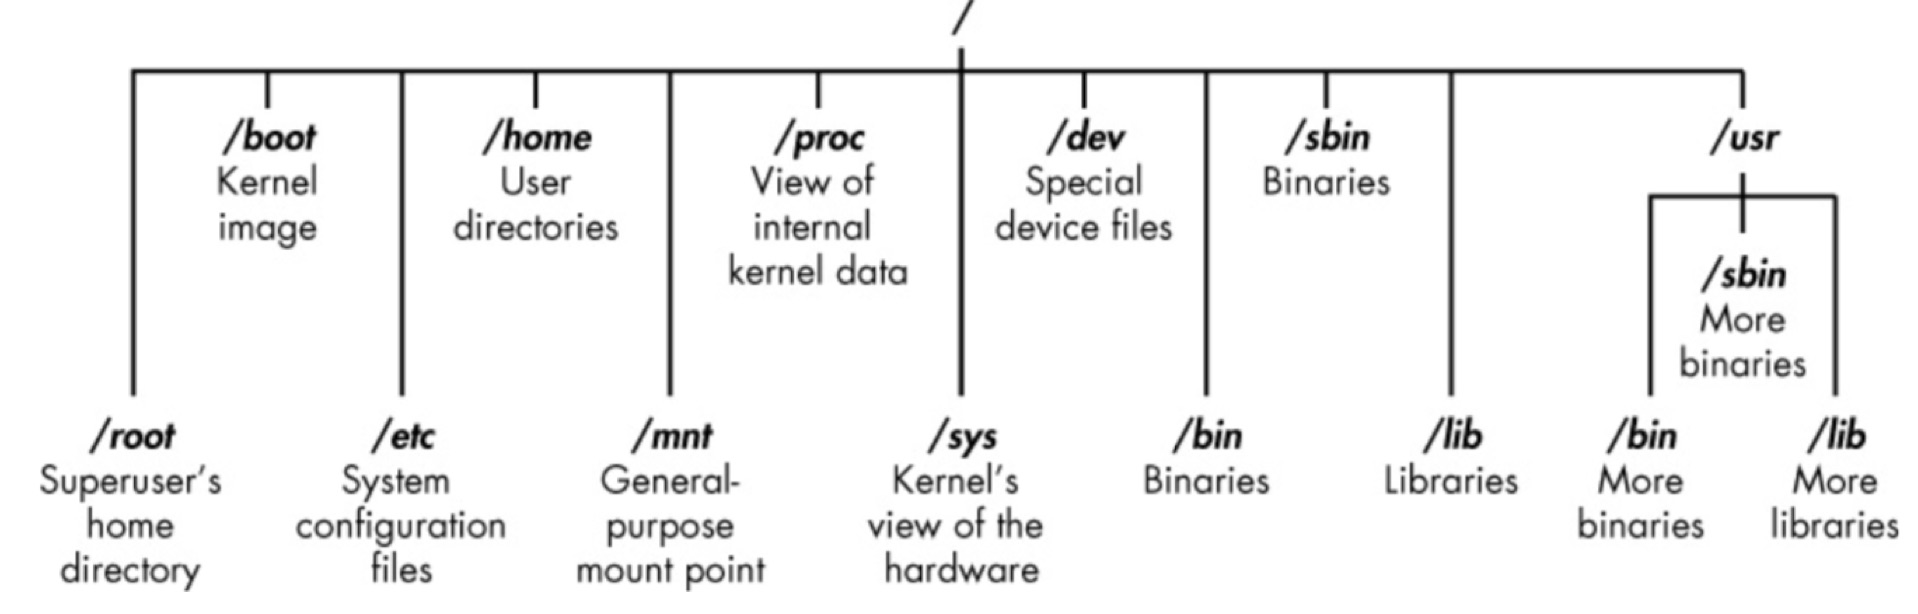 /
/boot
Kernel
image
/home
User
directories
/proc
View of
internal
kernel data
/dev
Special
device files
/sbin
Binaries
/usr
/sbin
More
binaries
/root
Superuser's
home
directory
/etc
System
configuration
files
/mnt
General-
purpose
mount point
/sys
Kernel's
view of the
hardware
/bin
Binaries
/lib
Libraries
/bin
More
binaries
/lib
More
libraries